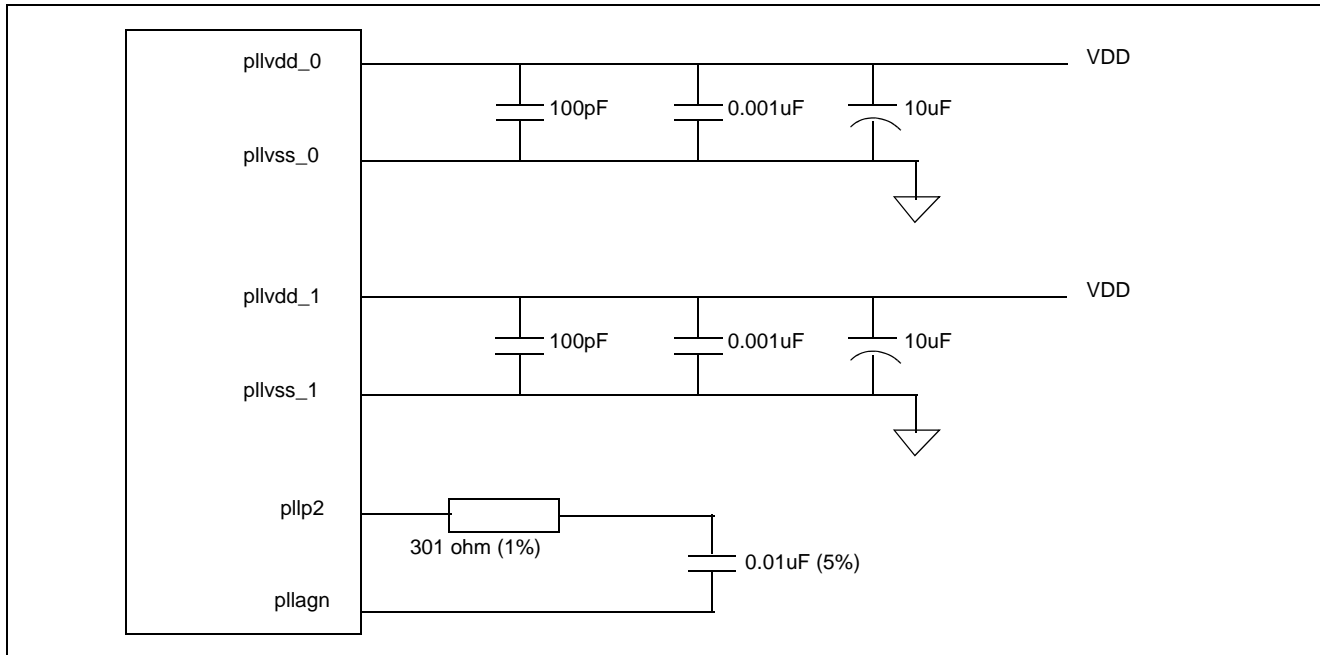 pllvdd_0
VDD
100pF
0.001uF
10uF
pllvss_0
pllvdd_1
VDD
100pF
0.001uF
10uF
pllvss_1
pllp2
301 ohm (1%)
0.01uF (5%)
pllagn